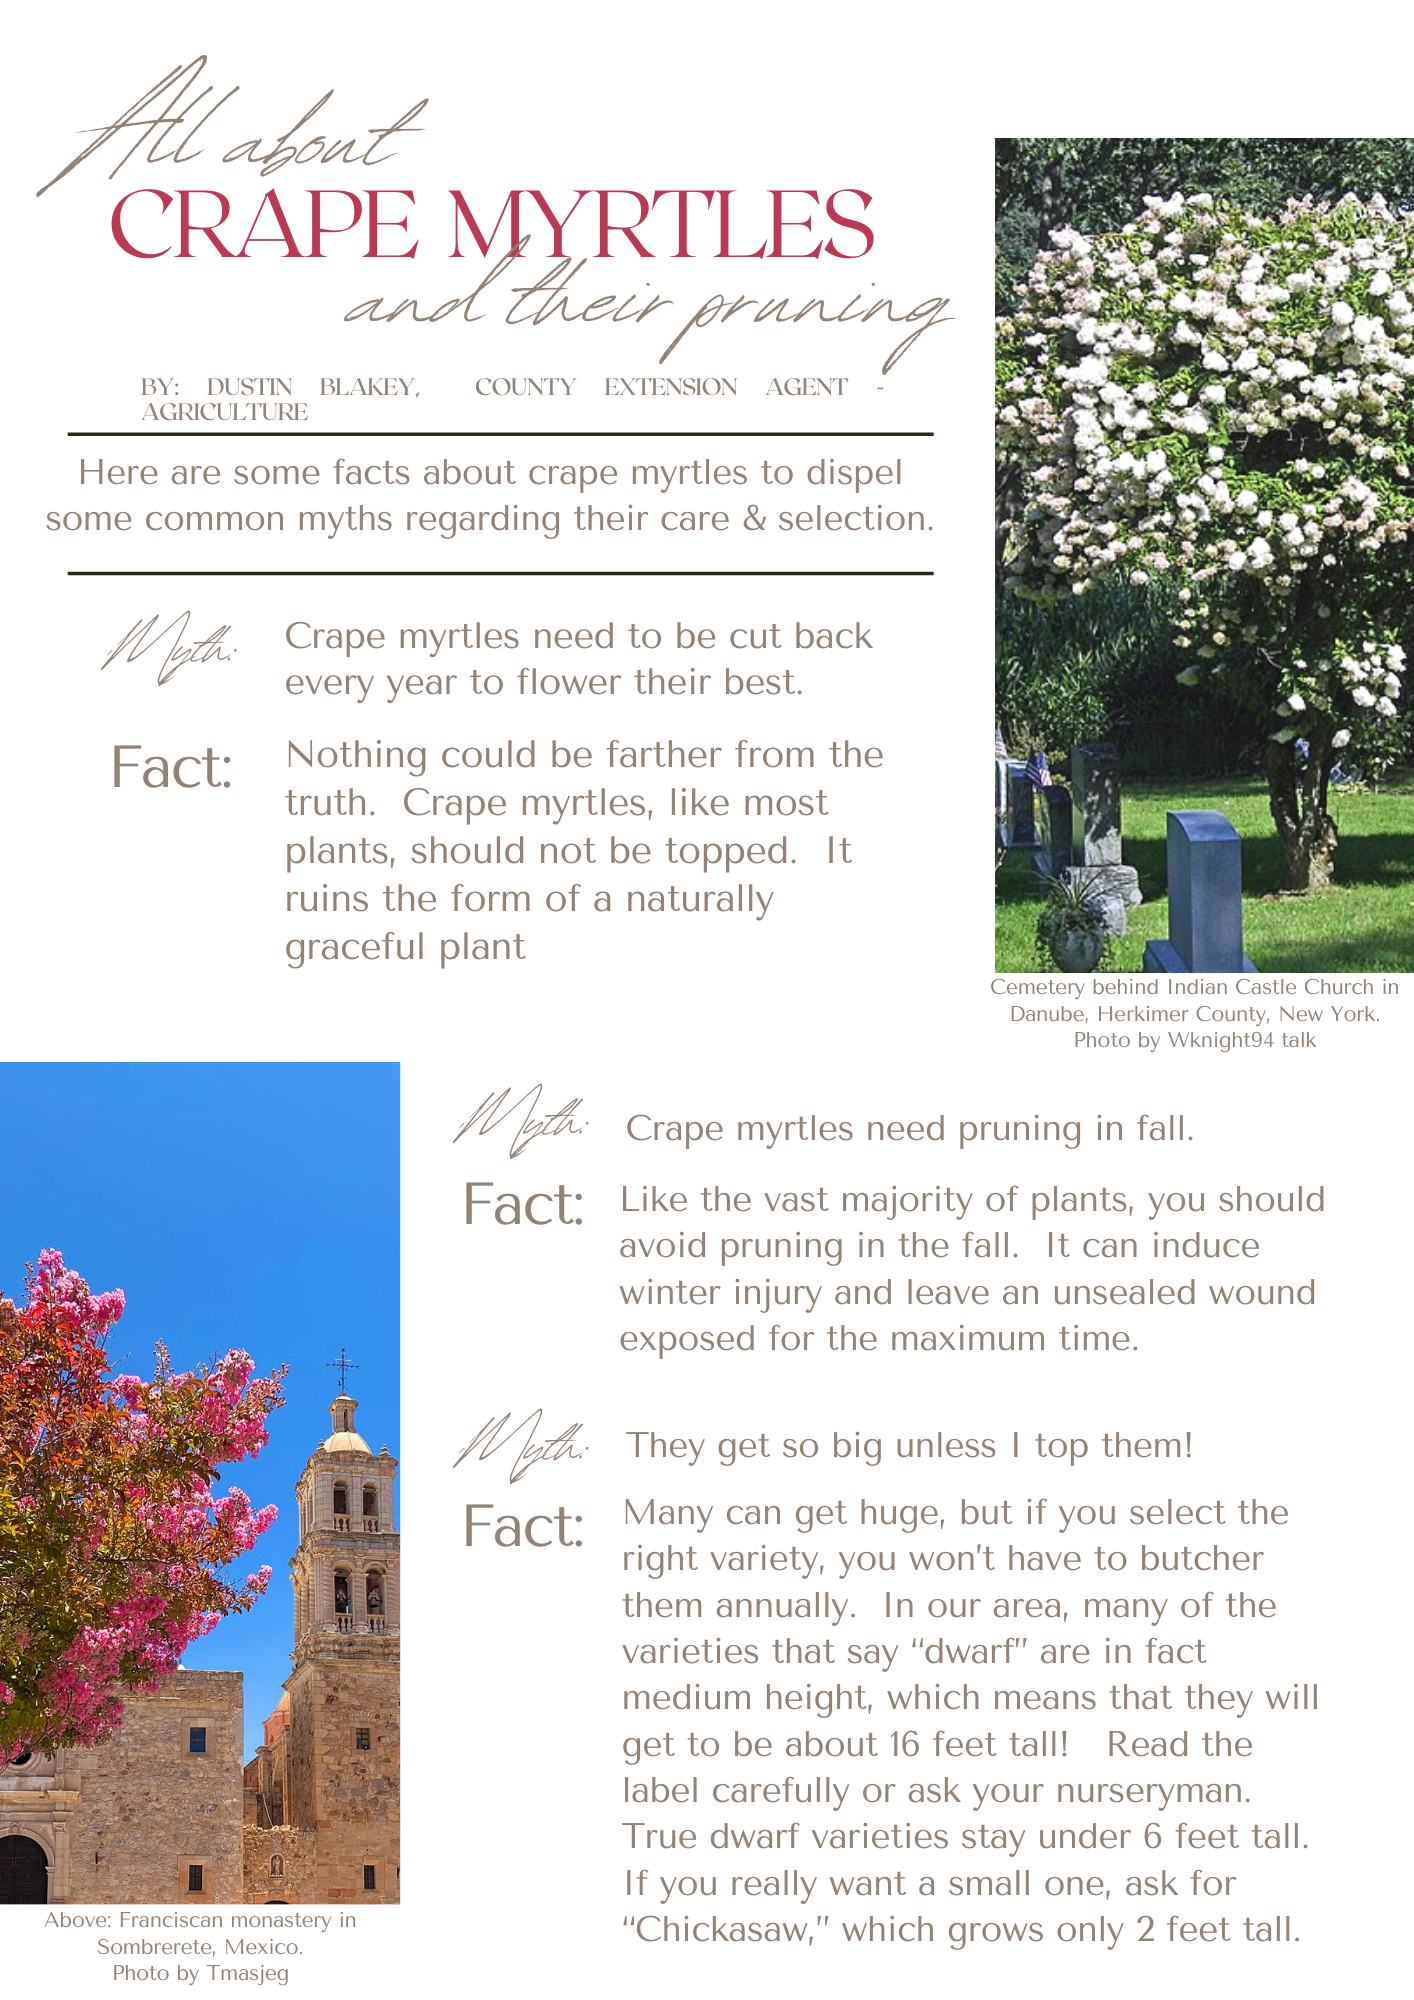 All about
CRAPE MYRTLES
and their pruning
BY: DUSTIN BLAKEY, COUNTY EXTENSION AGENT -
AGRICULTURE
Here are some facts about crape myrtles to dispel
some common myths regarding their care & selection.
Myth:
Crape myrtles need to be cut back
every year to flower their best.
Fact:
Nothing could be farther from the
truth. Crape myrtles, like most
plants, should not be topped. It
ruins the form of a naturally
graceful plant
Cemetery behind Indian Castle Church in
Danube, Herkimer County, New York.
Photo by Wknight94 talk
Myth:
Crape myrtles need pruning in fall.
Fact:
Like the vast majority of plants, you should
avoid pruning in the fall. It can induce
winter injury and leave an unsealed wound
exposed for the maximum time.
Myth:
They get so big unless I top them!
Fact:
Many can get huge, but if you select the
right variety, you won't have to butcher
them annually. In our area, many of the
varieties that say “dwarf” are in fact
medium height, which means that they will
get to be about 16 feet tall! Read the
label carefully or ask your nurseryman.
True dwarf varieties stay under 6 feet tall.
If you really want a small one, ask for
“Chickasaw,” which grows only 2 feet tall.
Above: Franciscan monastery in
Sombrerete, Mexico.
Photo by Tmasjeg